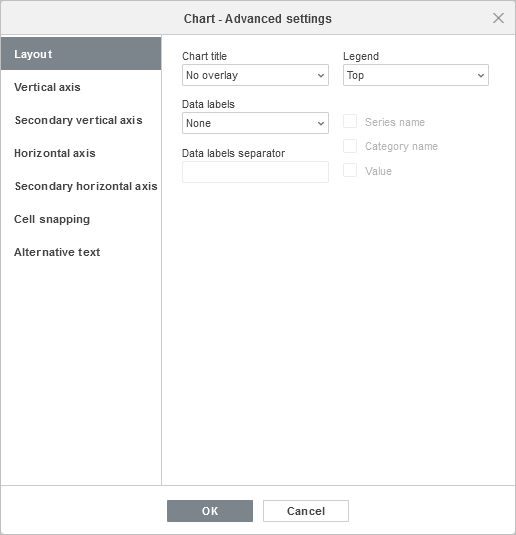 Chart - Advanced settings
Layout
Vertical axis
Secondary vertical axis
Horizontal axis
Secondary horizontal axis
Cell snapping
Alternative text
Chart title
Legend
No overlay
Top
Data labels
None
Series name
Category name
Data labels separator
Value
OK
Cancel